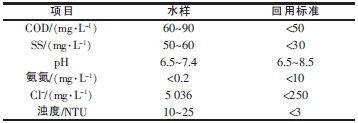 项目 水样 回用标准
COD/(mg·L⁻¹) 60~90 <50
SS/(mg·L⁻¹) 50~60 <30
pH 6.5~7.4 6.5~8.5
氨氮/(mg·L⁻¹) <0.2 <10
Cl⁻/(mg·L⁻¹) 5 036 <250
浊度/NTU 10~25 <3